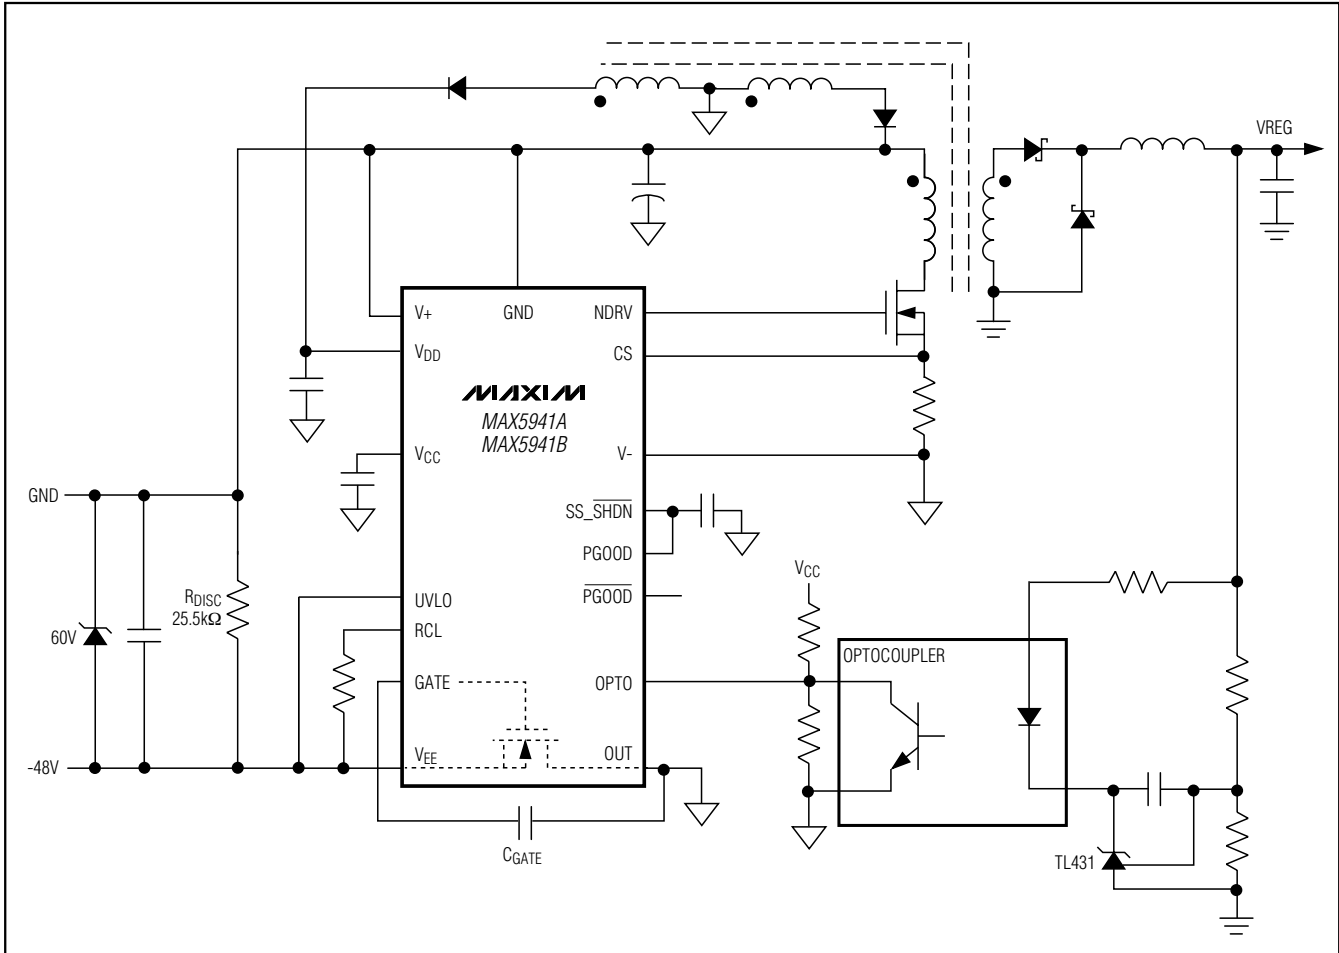 VREG
V+
GND
NDRV
VDD
CS
MAXIM
MAX5941A
MAX5941B
VCC
V-
GND
SS_SHDN
PGOOD
VCC
RDISC
25.5kΩ
UVLO
PGOOD
60V
RCL
OPTOCOUPLER
GATE
OPTO
-48V
VEE
OUT
CGATE
TL431